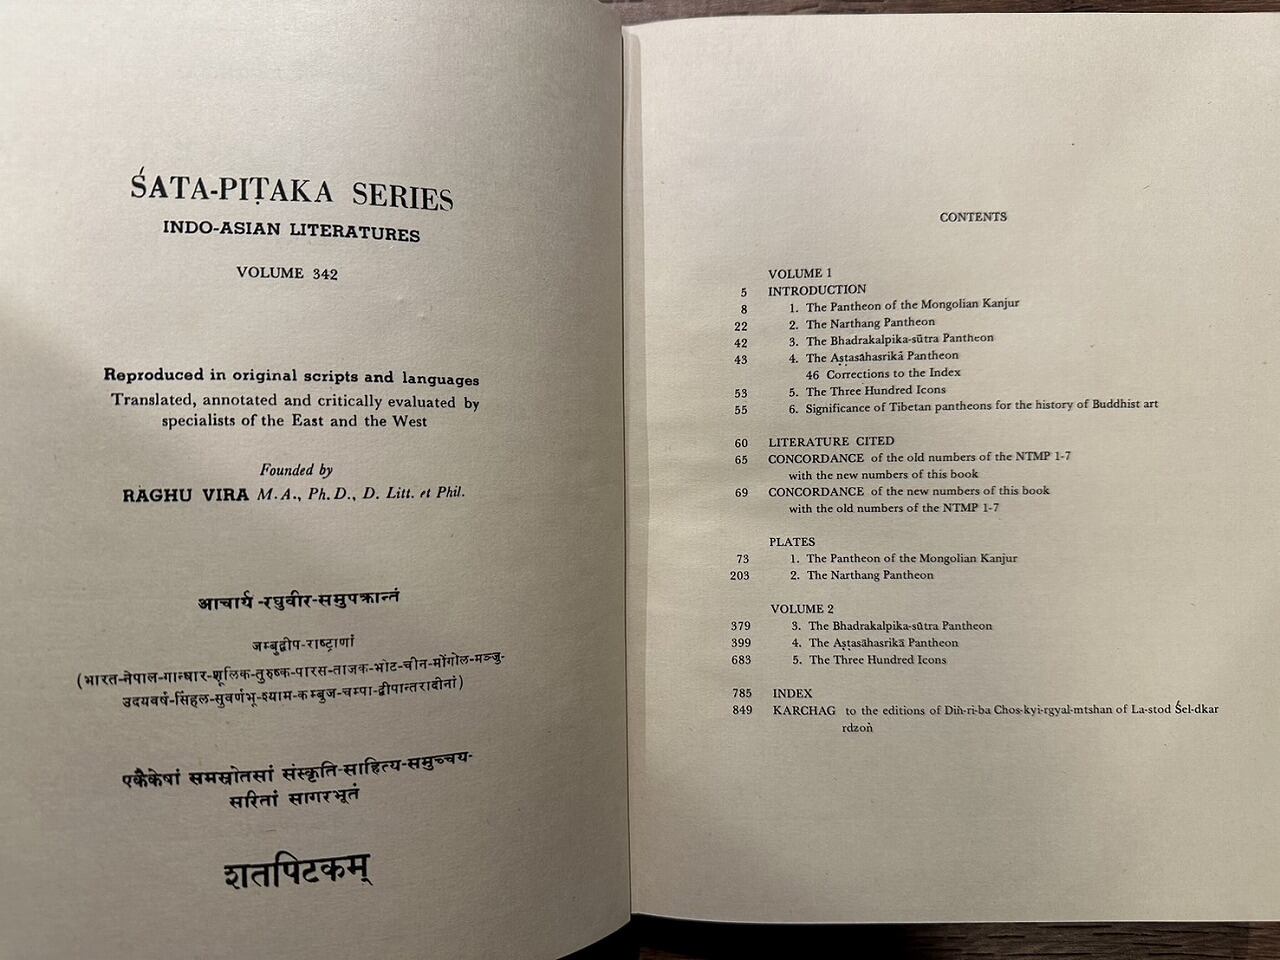 ŚATA-PIṬAKA SERIES
INDO-ASIAN LITERATURES
VOLUME 342
Reproduced in original scripts and languages
Translated, annotated and critically evaluated by
specialists of the East and the West
Founded by
RAGHU VIRA M.A., Ph.D., D. Litt. et Phil.
आचार्य-रघुवीर-समुपक्रान्तं
जम्बुद्वीप-राष्ट्राणां
(भारत-नेपाल-गान्धार-शूलिक-तुरुष्क-पारस-ताजक-भोट-चीन-मोंगोल-मञ्जु-
उदयवर्ष-सिंहल-सुवर्णभू-श्याम-कम्बुज-चम्पा-द्वीपान्तरादीनां)
एकैकेषां समस्रोतसां संस्कृति-साहित्य-समुच्चय-
सरितां सागरभूतं
शतपिटकम्
CONTENTS
VOLUME 1
5 INTRODUCTION
8 1. The Pantheon of the Mongolian Kanjur
22 2. The Narthang Pantheon
42 3. The Bhadrakalpika-sūtra Pantheon
43 4. The Aṣṭasāhasrikā Pantheon
46 Corrections to the Index
53 5. The Three Hundred Icons
55 6. Significance of Tibetan pantheons for the history of Buddhist art
60 LITERATURE CITED
65 CONCORDANCE of the old numbers of the NTMP 1-7
with the new numbers of this book
69 CONCORDANCE of the new numbers of this book
with the old numbers of the NTMP 1-7
PLATES
73 1. The Pantheon of the Mongolian Kanjur
203 2. The Narthang Pantheon
VOLUME 2
379 3. The Bhadrakalpika-sūtra Pantheon
399 4. The Aṣṭasāhasrikā Pantheon
683 5. The Three Hundred Icons
785 INDEX
849 KARCHAG to the editions of Diṅ-ri-ba Chos-kyi-rgyal-mtshan of La-stod Śel-dkar
rdzoṅ